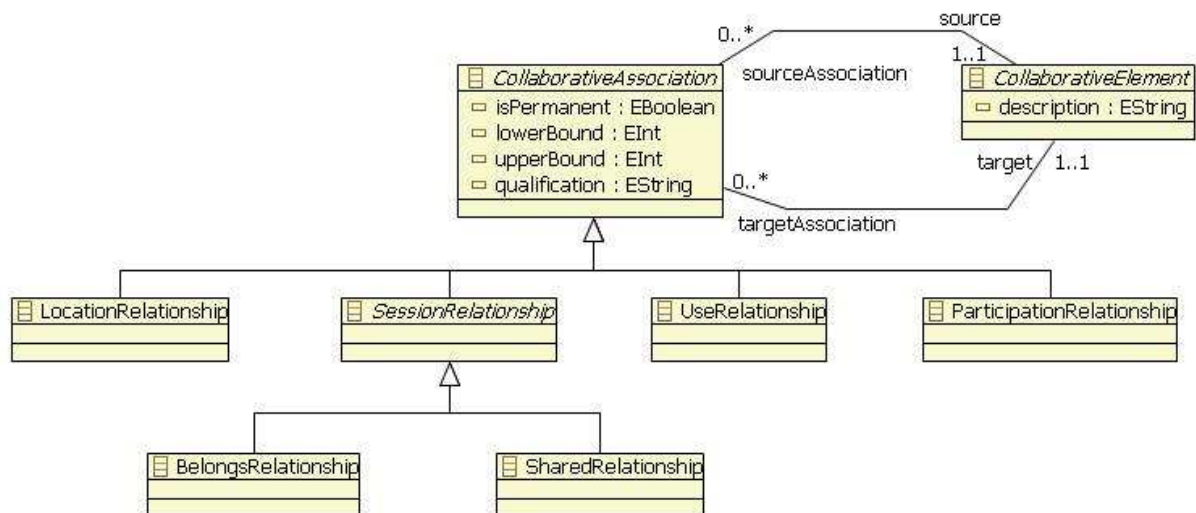 source
0..*
1..1
sourceAssociation
CollaborativeAssociation
isPermanent : EBoolean
lowerBound : EInt
upperBound : EInt
qualification : EString
CollaborativeElement
description : EString
target
1..1
0..*
targetAssociation
LocationRelationship
SessionRelationship
UseRelationship
ParticipationRelationship
BelongsRelationship
SharedRelationship